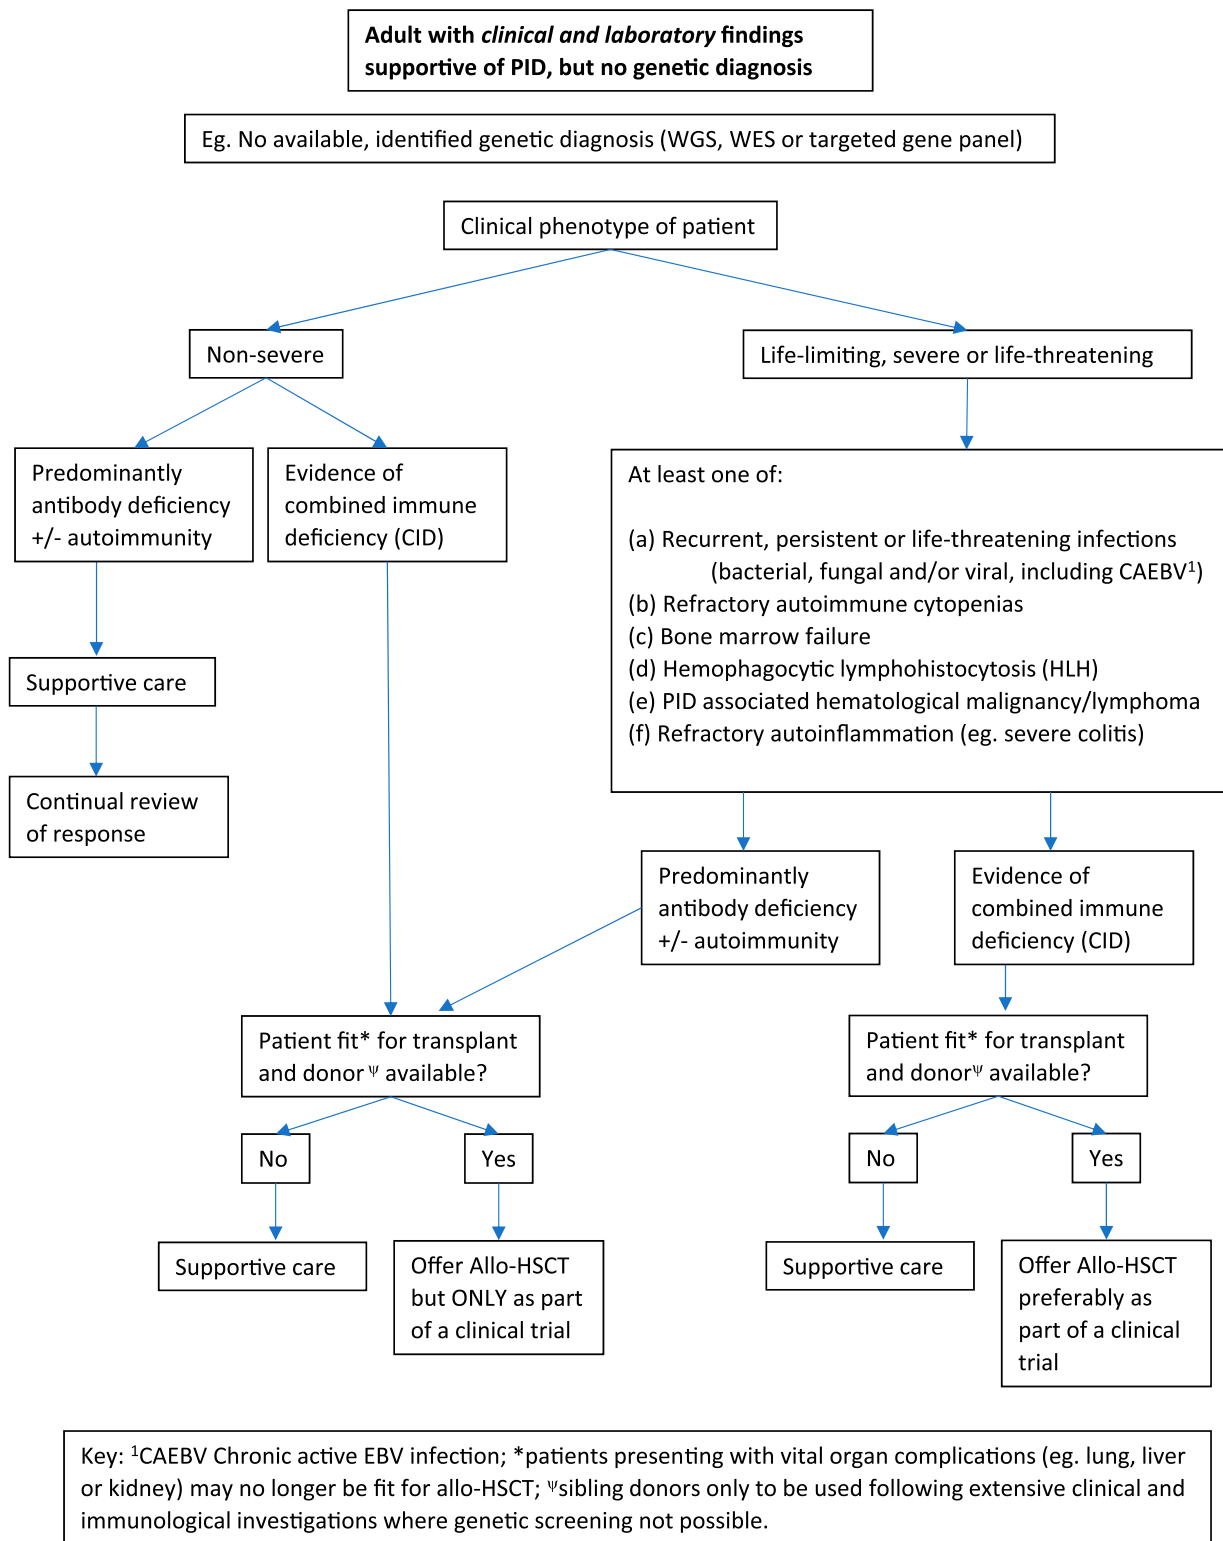 Adult with clinical and laboratory findings
supportive of PID, but no genetic diagnosis
Eg. No available, identified genetic diagnosis (WGS, WES or targeted gene panel)
Clinical phenotype of patient
Non-severe
Life-limiting, severe or life-threatening
Predominantly
antibody deficiency
+/- autoimmunity
Evidence of
combined immune
deficiency (CID)
At least one of:
(a) Recurrent, persistent or life-threatening infections
(bacterial, fungal and/or viral, including CAEBV¹)
(b) Refractory autoimmune cytopenias
(c) Bone marrow failure
(d) Hemophagocytic lymphohistocytosis (HLH)
(e) PID associated hematological malignancy/lymphoma
(f) Refractory autoinflammation (eg. severe colitis)
Supportive care
Continual review
of response
Predominantly
antibody deficiency
+/- autoimmunity
Evidence of
combined immune
deficiency (CID)
Patient fit* for transplant
and donor ᴪ available?
Patient fit* for transplant
and donorᴪ available?
No
Yes
No
Yes
Supportive care
Offer Allo-HSCT
but ONLY as part
of a clinical trial
Supportive care
Offer Allo-HSCT
preferably as
part of a clinical
trial
Key: ¹CAEBV Chronic active EBV infection; *patients presenting with vital organ complications (eg. lung, liver
or kidney) may no longer be fit for allo-HSCT; ᴪsibling donors only to be used following extensive clinical and
immunological investigations where genetic screening not possible.